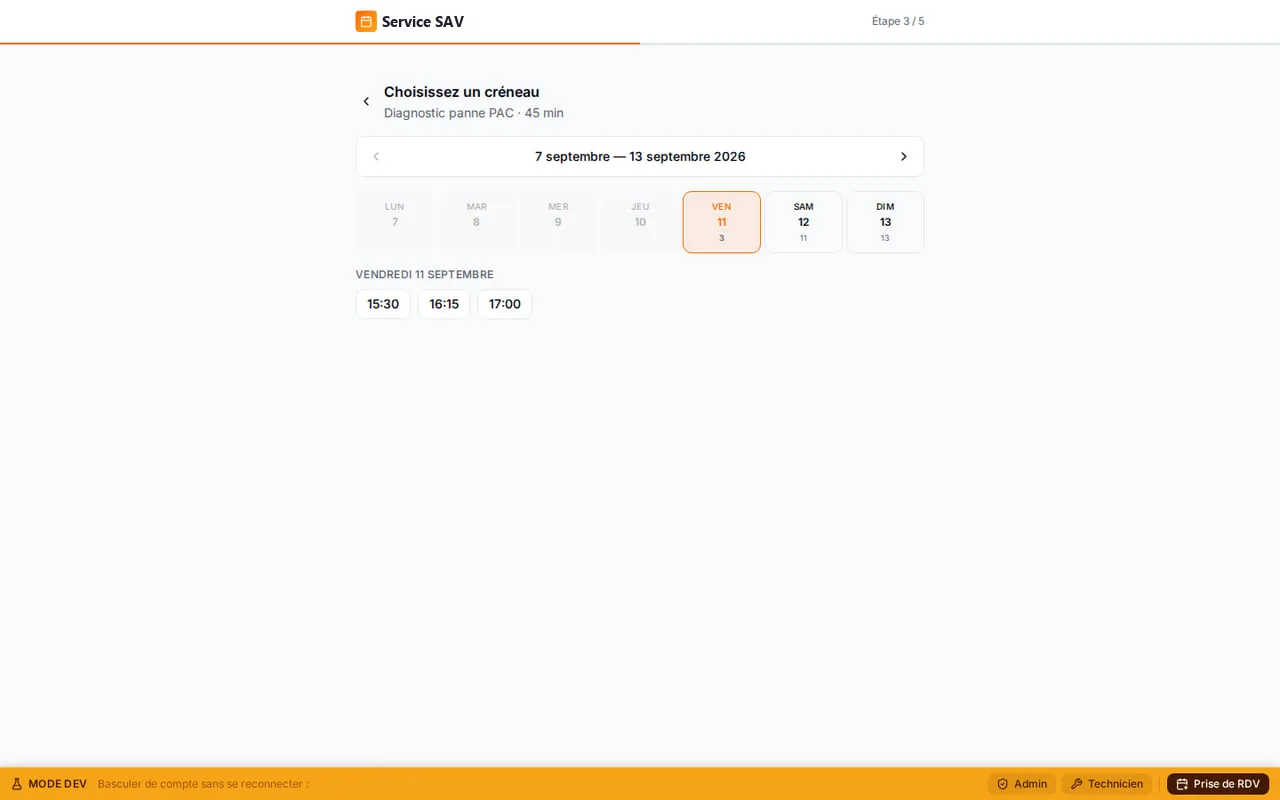 Service SAV
Étape 3 / 5
Choisissez un créneau
Diagnostic panne PAC · 45 min
7 septembre — 13 septembre 2026
LUN MAR MER JEU VEN SAM DIM
7 8 9 10 11 12 13
3 11 13
VENDREDI 11 SEPTEMBRE
15:30 16:15 17:00
MODE DEV Basculer de compte sans se reconnecter : Admin Technicien Prise de RDV